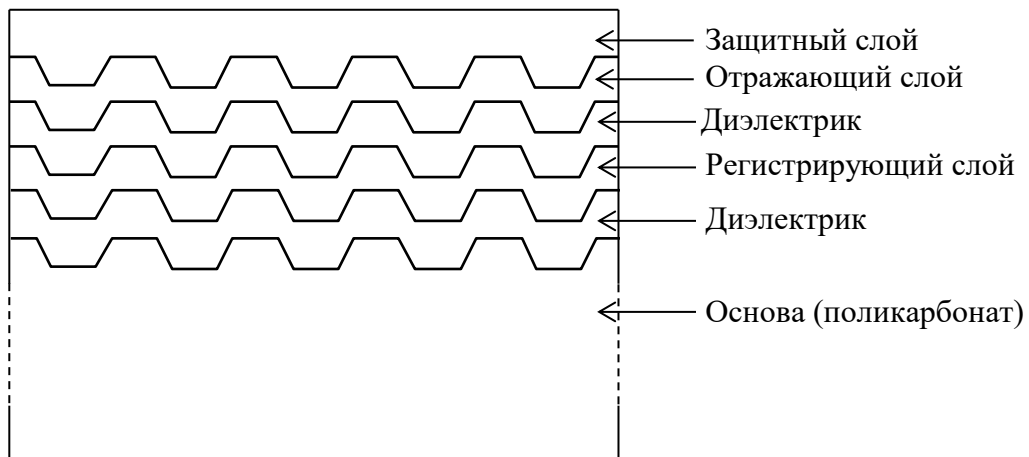 Защитный слой
Отражающий слой
Диэлектрик
Регистрирующий слой
Диэлектрик
Основа (поликарбонат)